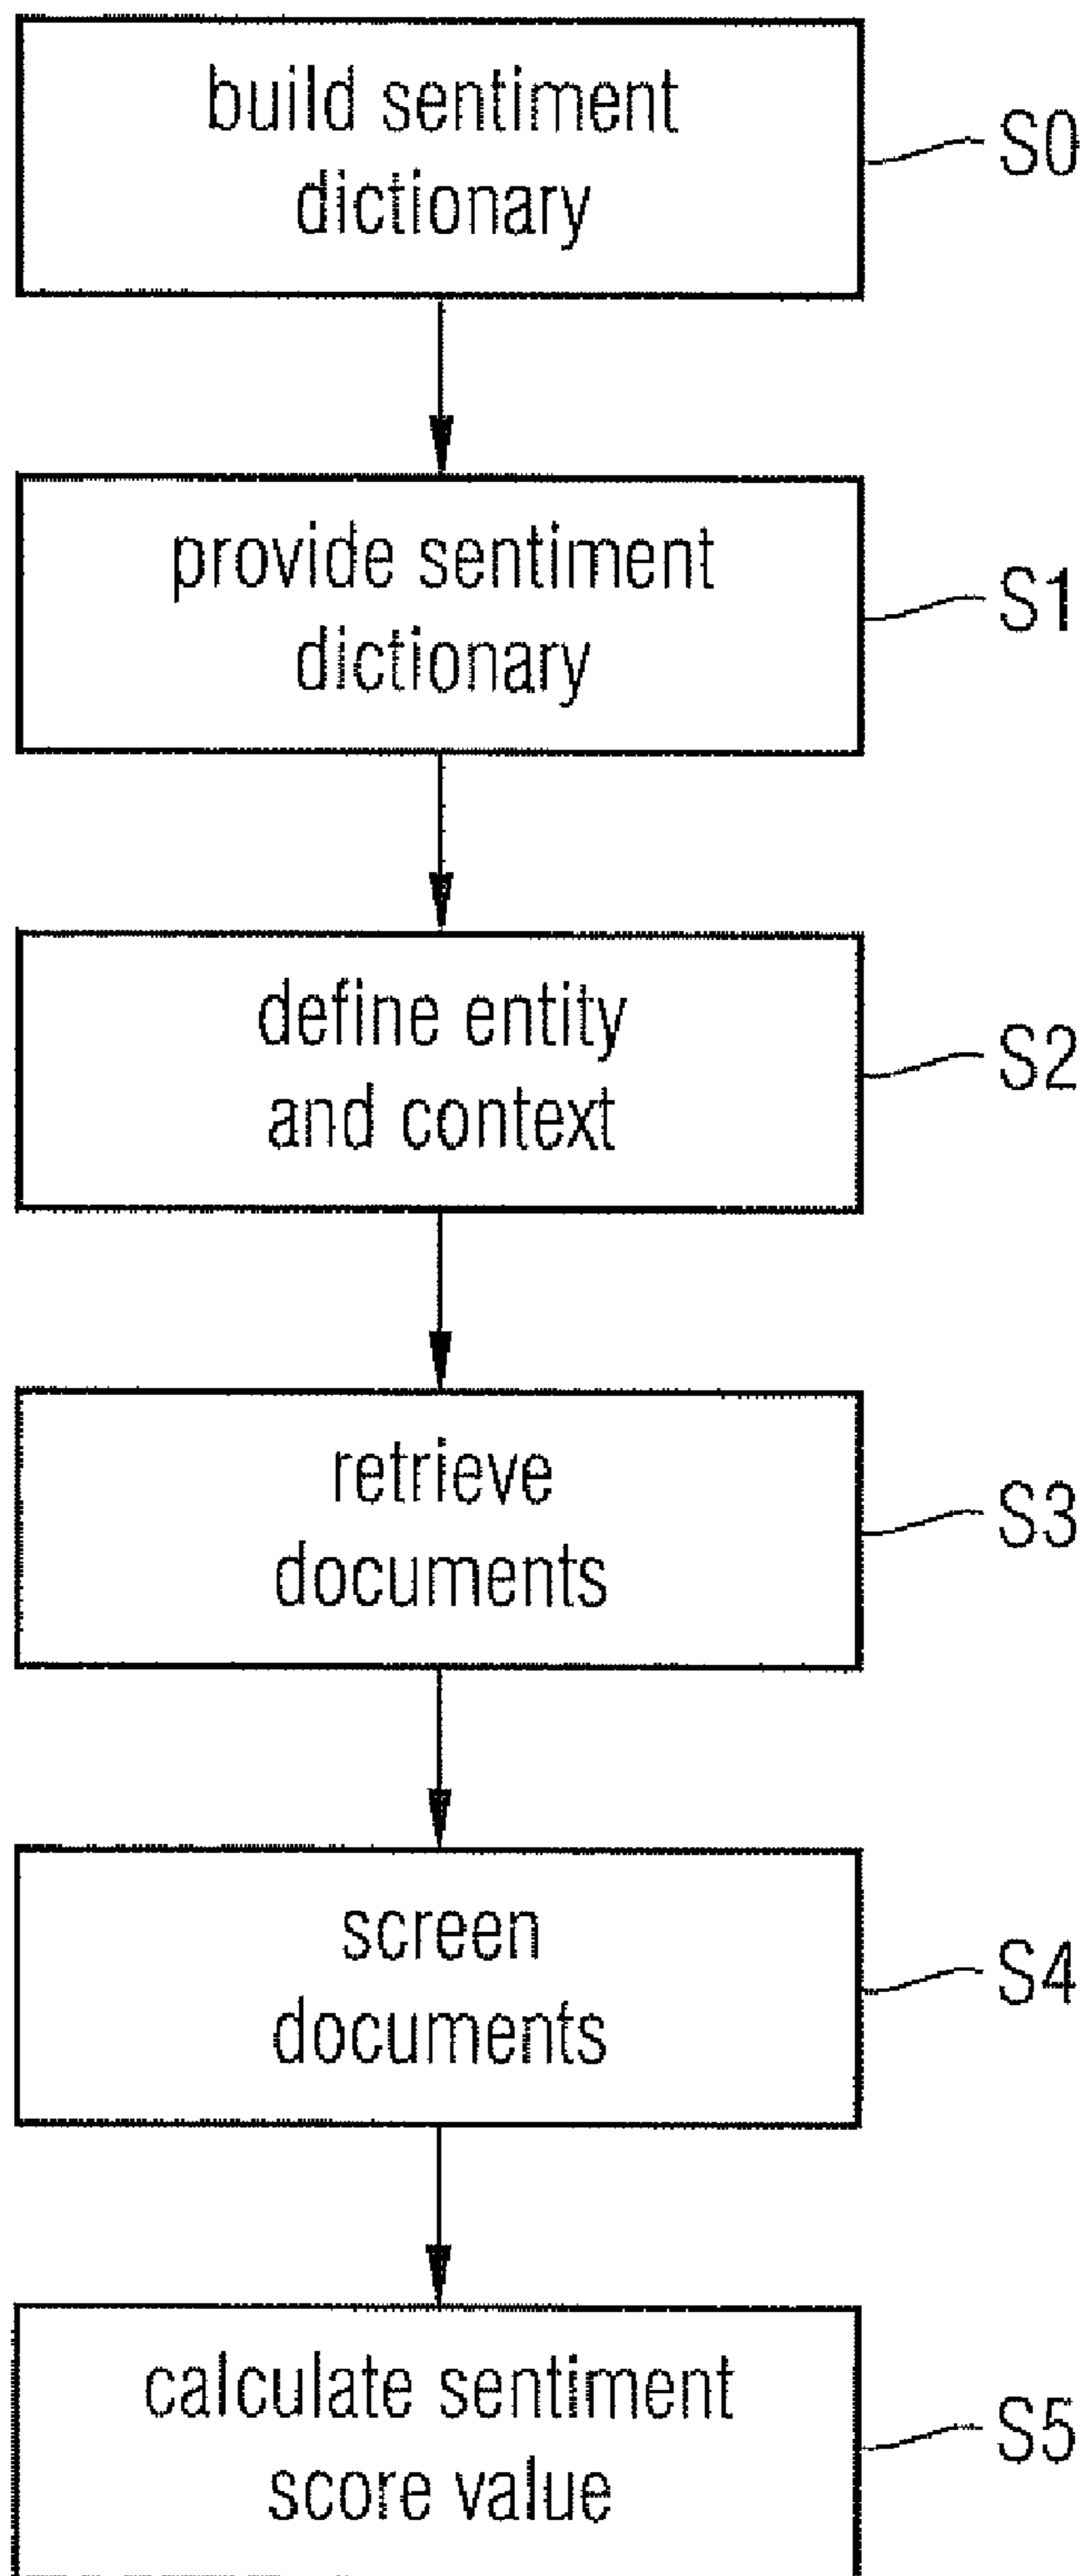 build sentiment
dictionary
S0
provide sentiment
dictionary
S1
define entity
and context
S2
retrieve
documents
S3
screen
documents
S4
calculate sentiment
score value
S5